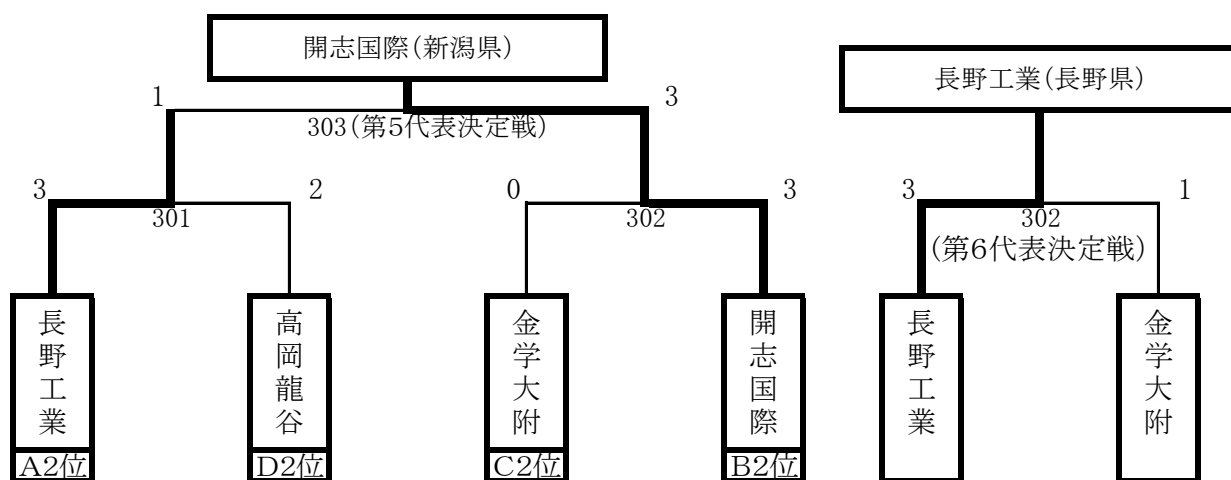 開志国際(新潟県)
長野工業(長野県)
1
3
303(第5代表決定戦)
3
2
0
3
3
1
301
302
302
(第6代表決定戦)
長野工業
高岡龍谷
金学大附
開志国際
長野工業
金学大附
A2位
D2位
C2位
B2位